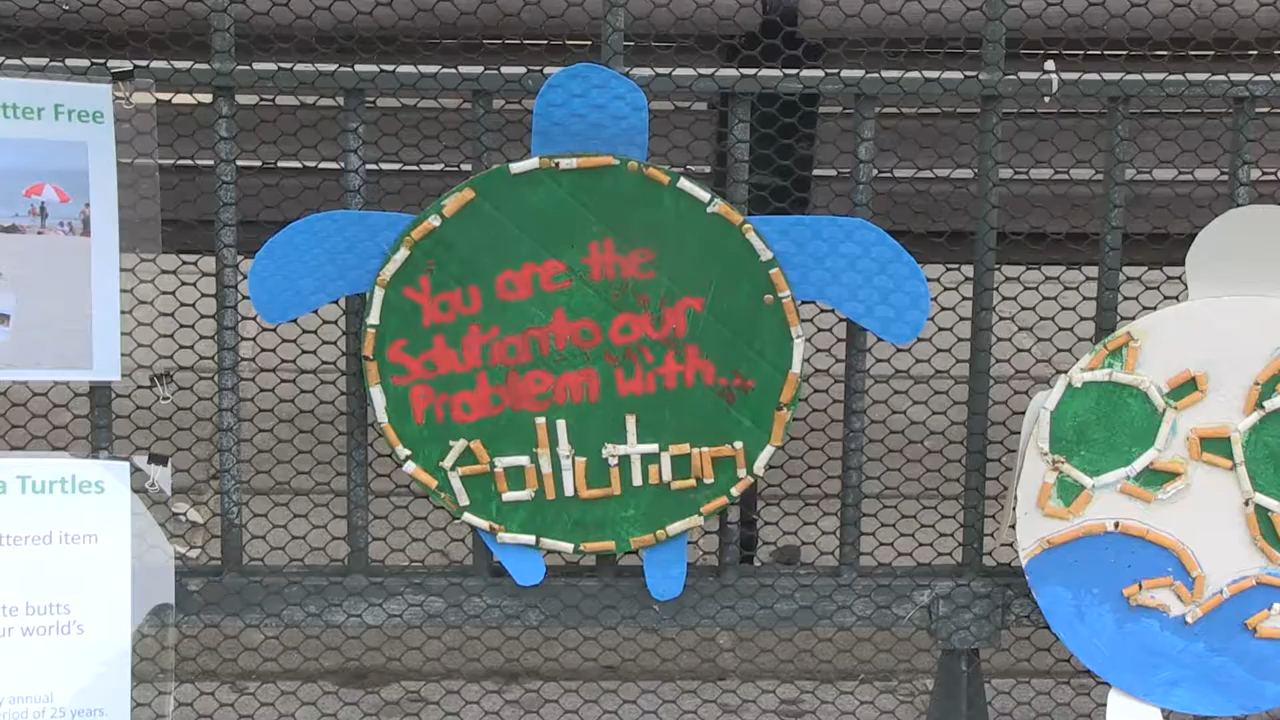 tter Free
a Turtles
ttered item
te butts
ur world's
y annual
eriod of 25 years.
You are the
Solution to our
Problem with...
Pollution